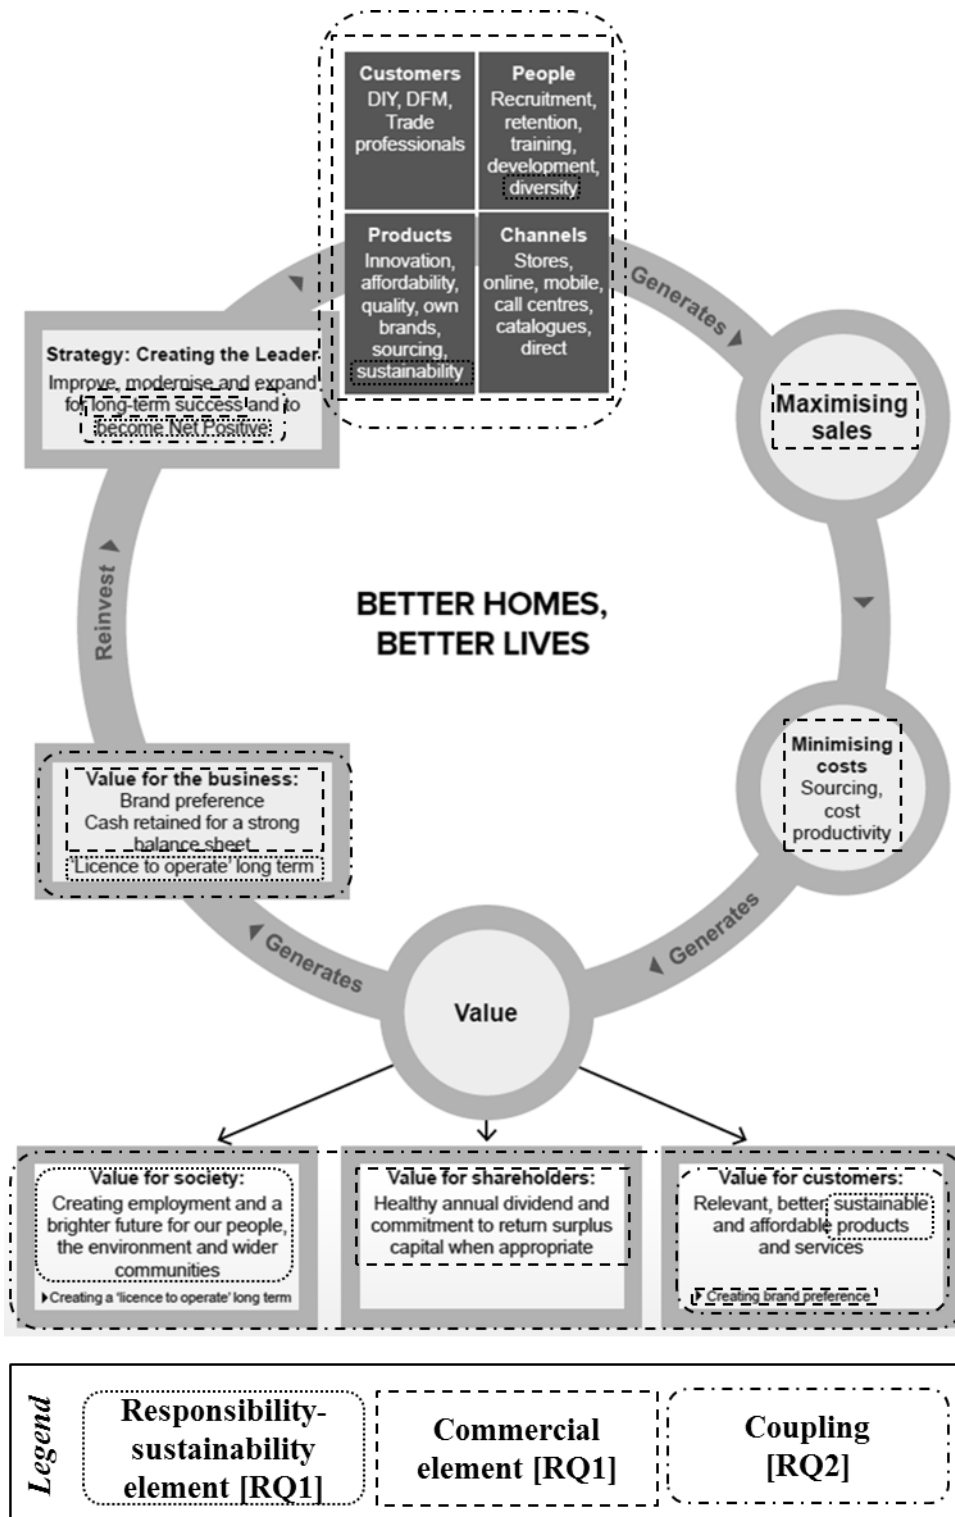 Customers
DIY, DFM,
Trade
professionals
People
Recruitment,
retention,
training,
development,
diversity
Products
Innovation,
affordability,
quality, own
brands,
sourcing,
sustainability
Channels
Stores,
online, mobile,
call centres,
catalogues,
direct
Generates
Maximising
sales
Minimising
costs
Sourcing,
cost
productivity
Generates
Value
Generates
Value for the business:
Brand preference
Cash retained for a strong
balance sheet
'Licence to operate' long term
Reinvest
Strategy: Creating the Leader
Improve, modernise and expand
for long-term success and to
become Net Positive
BETTER HOMES,
BETTER LIVES
Value for society:
Creating employment and a
brighter future for our people,
the environment and wider
communities
Creating a 'licence to operate' long term
Value for shareholders:
Healthy annual dividend and
commitment to return surplus
capital when appropriate
Value for customers:
Relevant, better, sustainable
and affordable products
and services
Creating brand preference
Legend
Responsibility-
sustainability
element [RQ1]
Commercial
element [RQ1]
Coupling
[RQ2]